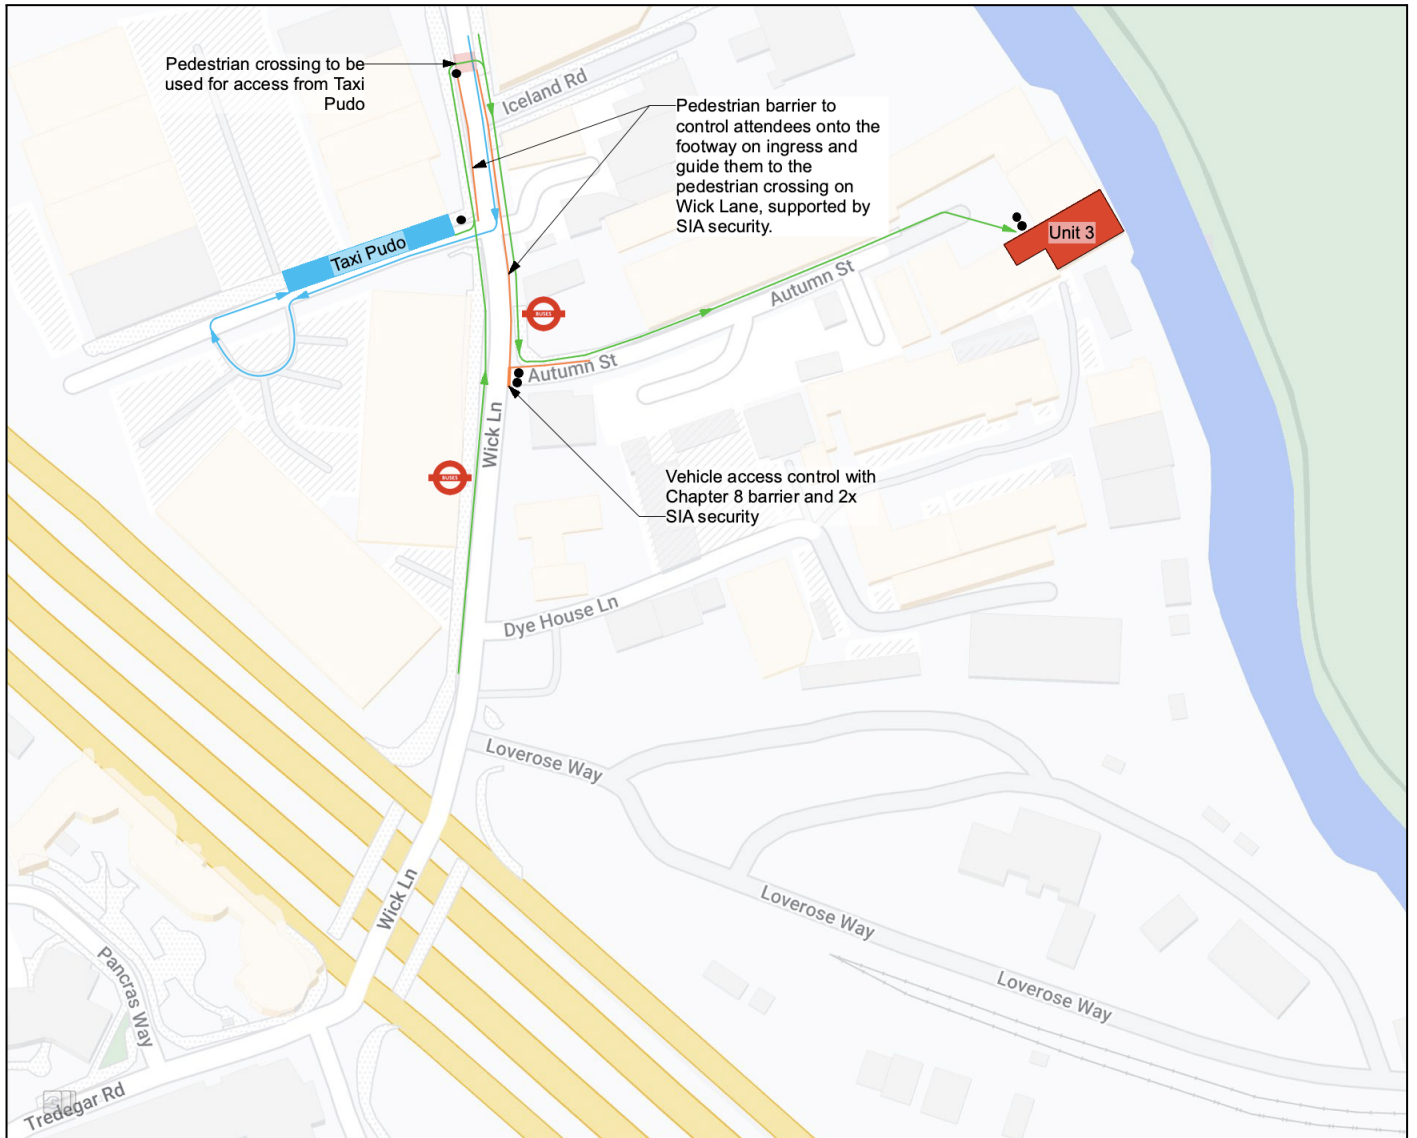 Pedestrian crossing to be
used for access from Taxi
Pudo
Iceland Rd
Pedestrian barrier to
control attendees onto the
footway on ingress and
guide them to the
pedestrian crossing on
Wick Lane, supported by
SIA security.
Taxi Pudo
Unit 3
Autumn St
BUSES
Autumn St
Wick Ln
BUSES
Vehicle access control with
Chapter 8 barrier and 2x
SIA security
Dye House Ln
Loverose Way
Wick Ln
Loverose Way
Pancras Way
Loverose Way
Tredegar Rd